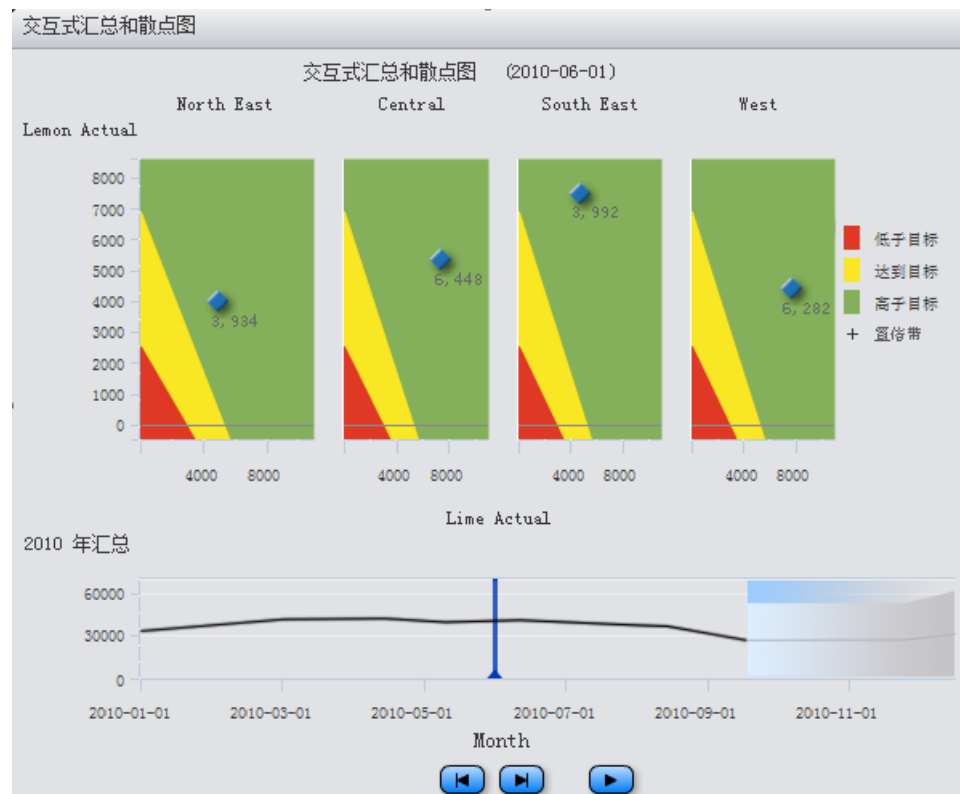 交互式汇总和散点图
交互式汇总和散点图 (2010-06-01)
North East Central South East West
Lemon Actual
8000
7000
6000
5000
4000
3000
2000
1000
0
3,934
6,448
3,992
6,282
低于目标
达到目标
高于目标
置信带
4000 8000 4000 8000 4000 8000 4000 8000
Lime Actual
2010 年汇总
60000
30000
0
2010-01-01 2010-03-01 2010-05-01 2010-07-01 2010-09-01 2010-11-01
Month